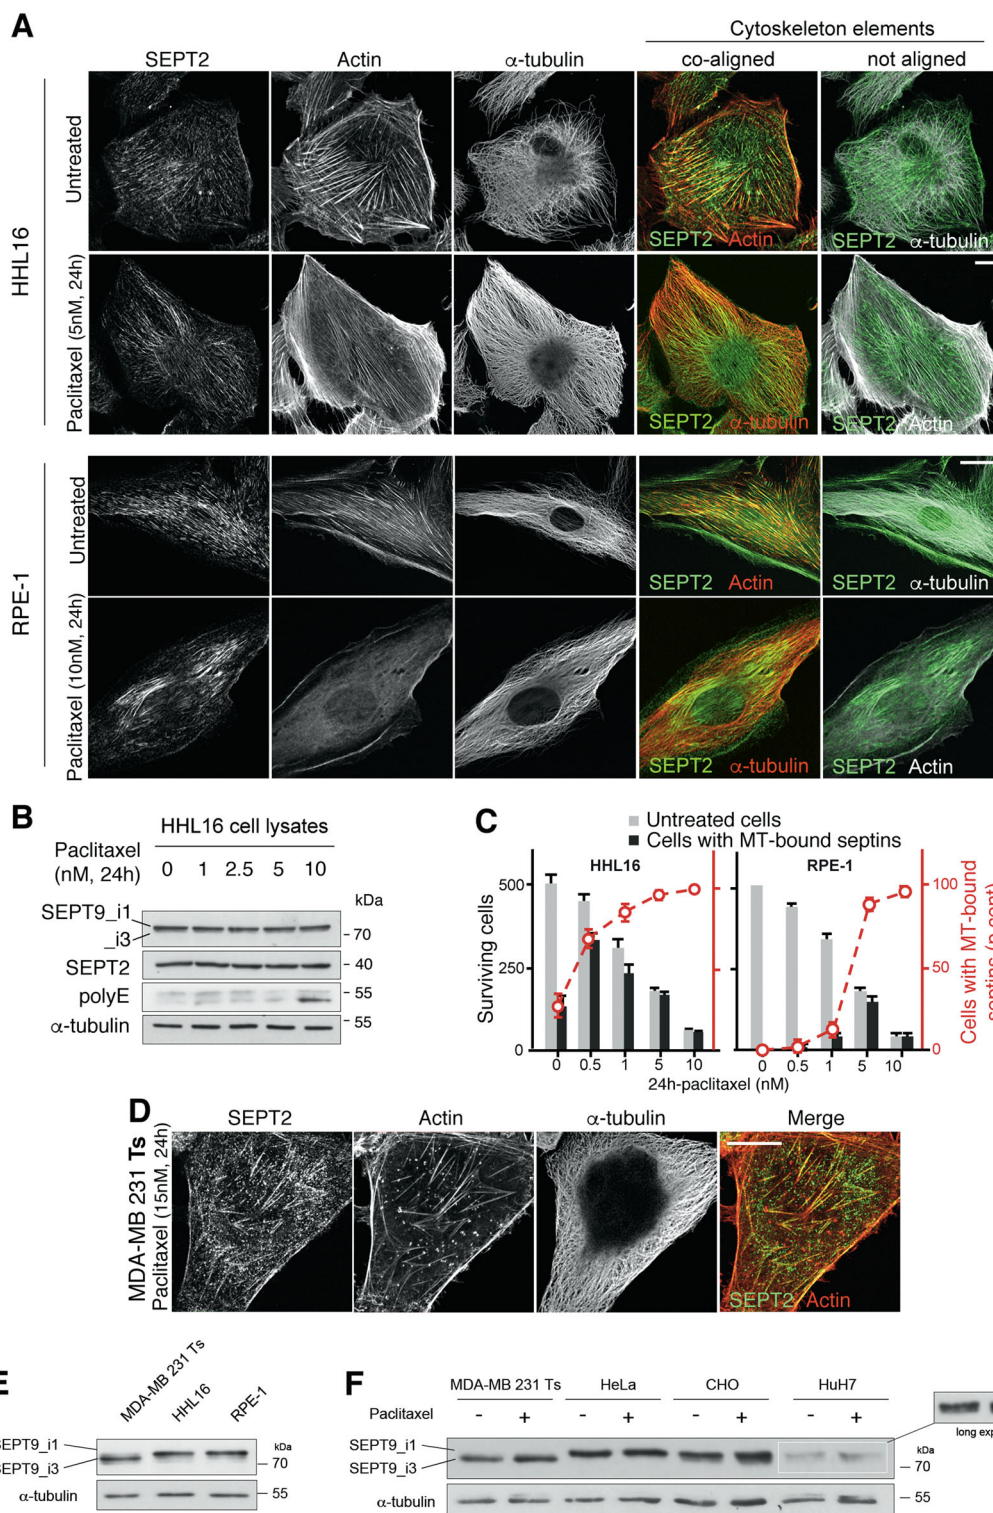 A
Cytoskeleton elements
SEPT2 Actin α-tubulin co-aligned not aligned
HHL16
Untreated
SEPT2 Actin
SEPT2 α-tubulin
Paclitaxel (5nM, 24h)
SEPT2 α-tubulin
SEPT2 Actin
RPE-1
Untreated
SEPT2 Actin
SEPT2 α-tubulin
Paclitaxel (10nM, 24h)
SEPT2 α-tubulin
SEPT2 Actin
B
HHL16 cell lysates
Paclitaxel
(nM, 24h) 0 1 2.5 5 10
kDa
SEPT9_i1
_i3
70
SEPT2 40
polyE 55
α-tubulin 55
C
Untreated cells
Cells with MT-bound septins
HHL16 RPE-1
Surviving cells
500
250
0
100
50
0
Cells with MT-bound
septins (p.cent)
0 0.5 1 5 10 0 0.5 1 5 10
24h-paclitaxel (nM)
D
SEPT2 Actin α-tubulin Merge
MDA-MB 231 Ts
Paclitaxel (15nM, 24h)
SEPT2 Actin
E
MDA-MB 231 Ts HHL16 RPE-1
SEPT9_i1
SEPT9_i3
kDa
70
α-tubulin 55
F
MDA-MB 231 Ts HeLa CHO HuH7
Paclitaxel - + - + - + - +
long exp
SEPT9_i1
SEPT9_i3
kDa
70
α-tubulin 55